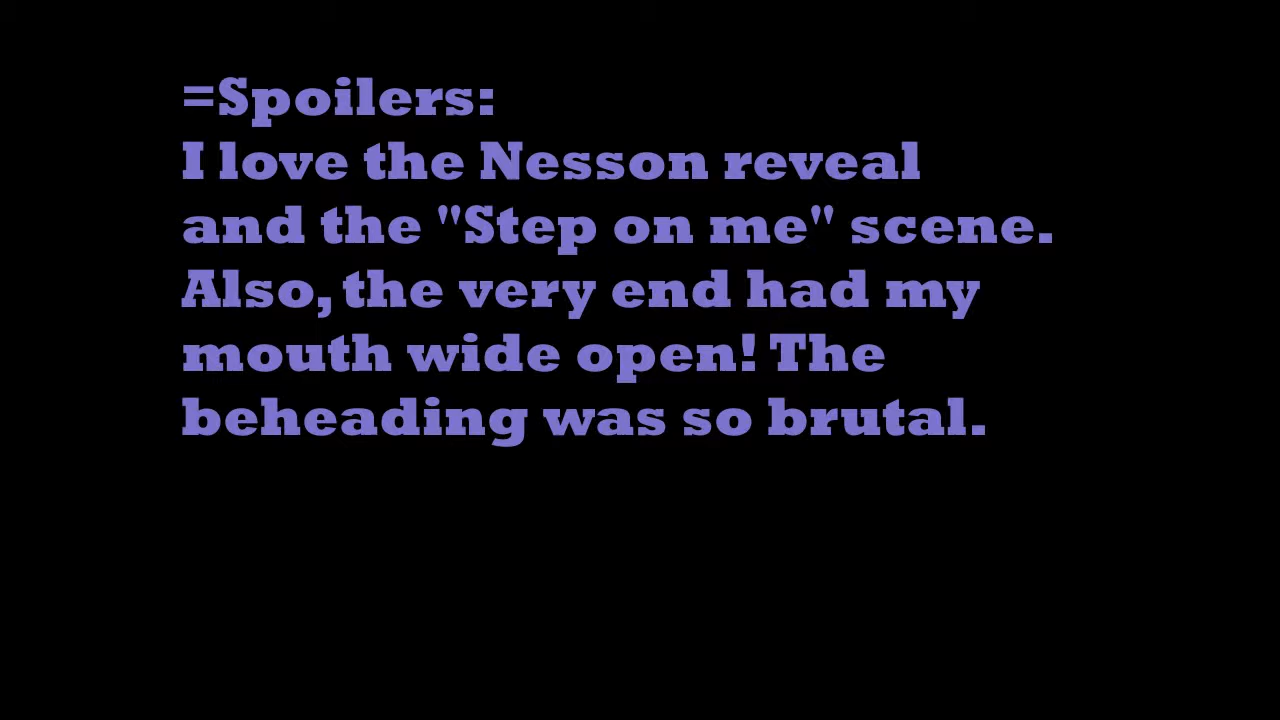 =Spoilers:
I love the Nesson reveal
and the "Step on me" scene.
Also, the very end had my
mouth wide open! The
beheading was so brutal.